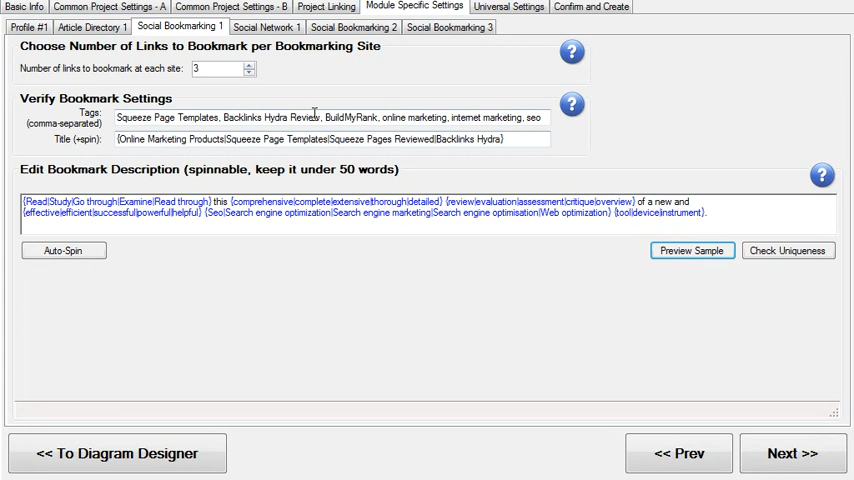 Basic Info Common Project Settings - A Common Project Settings - B Project Linking Module Specific Settings Universal Settings Confirm and Create
Profile #1 Article Directory 1 Social Bookmarking 1 Social Network 1 Social Bookmarking 2 Social Bookmarking 3
Choose Number of Links to Bookmark per Bookmarking Site
Number of links to bookmark at each site: 3
?
Verify Bookmark Settings
?
Tags:
(comma-separated)
Squeeze Page Templates, Backlinks Hydra Review, BuildMyRank, online marketing, internet marketing, seo
Title (+spin): {Online Marketing Products|Squeeze Page Templates|Squeeze Pages Reviewed|Backlinks Hydra}
Edit Bookmark Description (spinnable, keep it under 50 words)
?
{Read|Study|Go through|Examine|Read through} this {comprehensive|complete|extensive|thorough|detailed} {review|evaluation|assessment|critique|overview} of a new and
{effective|efficient|successful|powerful|helpful} {Seo|Search engine optimization|Search engine marketing|Search engine optimisation|Web optimization} {tool|device|instrument}.
Auto-Spin Preview Sample Check Uniqueness
<< To Diagram Designer << Prev Next >>